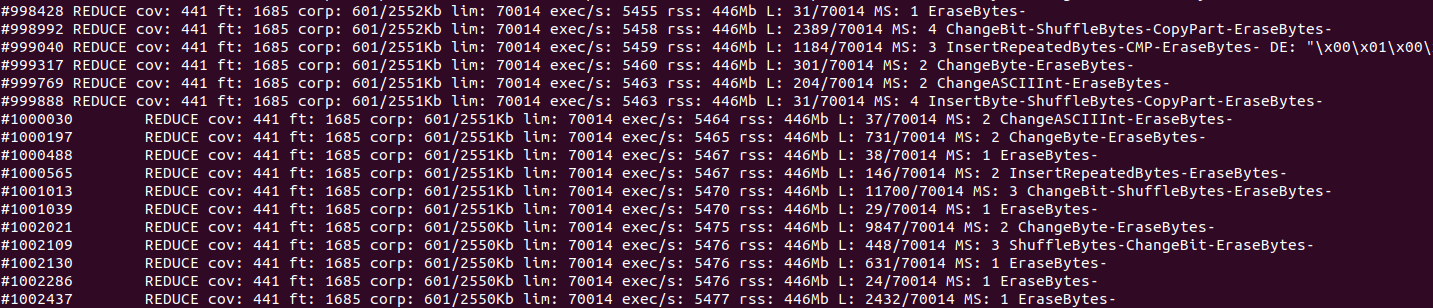 #998428 REDUCE cov: 441 ft: 1685 corp: 601/2552Kb lim: 70014 exec/s: 5455 rss: 446Mb L: 31/70014 MS: 1 EraseBytes-
#998992 REDUCE cov: 441 ft: 1685 corp: 601/2552Kb lim: 70014 exec/s: 5458 rss: 446Mb L: 2389/70014 MS: 4 ChangeBit-ShuffleBytes-CopyPart-EraseBytes-
#999040 REDUCE cov: 441 ft: 1685 corp: 601/2551Kb lim: 70014 exec/s: 5459 rss: 446Mb L: 1184/70014 MS: 3 InsertRepeatedBytes-CMP-EraseBytes- DE: "\x00\x01\x00\
#999317 REDUCE cov: 441 ft: 1685 corp: 601/2551Kb lim: 70014 exec/s: 5460 rss: 446Mb L: 301/70014 MS: 2 ChangeByte-EraseBytes-
#999769 REDUCE cov: 441 ft: 1685 corp: 601/2551Kb lim: 70014 exec/s: 5463 rss: 446Mb L: 204/70014 MS: 2 ChangeASCIIInt-EraseBytes-
#999888 REDUCE cov: 441 ft: 1685 corp: 601/2551Kb lim: 70014 exec/s: 5463 rss: 446Mb L: 31/70014 MS: 4 InsertByte-ShuffleBytes-CopyPart-EraseBytes-
#1000030 REDUCE cov: 441 ft: 1685 corp: 601/2551Kb lim: 70014 exec/s: 5464 rss: 446Mb L: 37/70014 MS: 2 ChangeASCIIInt-EraseBytes-
#1000197 REDUCE cov: 441 ft: 1685 corp: 601/2551Kb lim: 70014 exec/s: 5465 rss: 446Mb L: 731/70014 MS: 2 ChangeByte-EraseBytes-
#1000488 REDUCE cov: 441 ft: 1685 corp: 601/2551Kb lim: 70014 exec/s: 5467 rss: 446Mb L: 38/70014 MS: 1 EraseBytes-
#1000565 REDUCE cov: 441 ft: 1685 corp: 601/2551Kb lim: 70014 exec/s: 5467 rss: 446Mb L: 146/70014 MS: 2 InsertRepeatedBytes-EraseBytes-
#1001013 REDUCE cov: 441 ft: 1685 corp: 601/2551Kb lim: 70014 exec/s: 5470 rss: 446Mb L: 11700/70014 MS: 3 ChangeBit-ShuffleBytes-EraseBytes-
#1001039 REDUCE cov: 441 ft: 1685 corp: 601/2551Kb lim: 70014 exec/s: 5470 rss: 446Mb L: 29/70014 MS: 1 EraseBytes-
#1002021 REDUCE cov: 441 ft: 1685 corp: 601/2550Kb lim: 70014 exec/s: 5475 rss: 446Mb L: 9847/70014 MS: 2 ChangeByte-EraseBytes-
#1002109 REDUCE cov: 441 ft: 1685 corp: 601/2550Kb lim: 70014 exec/s: 5476 rss: 446Mb L: 448/70014 MS: 3 ShuffleBytes-ChangeBit-EraseBytes-
#1002130 REDUCE cov: 441 ft: 1685 corp: 601/2550Kb lim: 70014 exec/s: 5476 rss: 446Mb L: 631/70014 MS: 1 EraseBytes-
#1002286 REDUCE cov: 441 ft: 1685 corp: 601/2550Kb lim: 70014 exec/s: 5476 rss: 446Mb L: 24/70014 MS: 1 EraseBytes-
#1002437 REDUCE cov: 441 ft: 1685 corp: 601/2550Kb lim: 70014 exec/s: 5477 rss: 446Mb L: 2432/70014 MS: 1 EraseBytes-